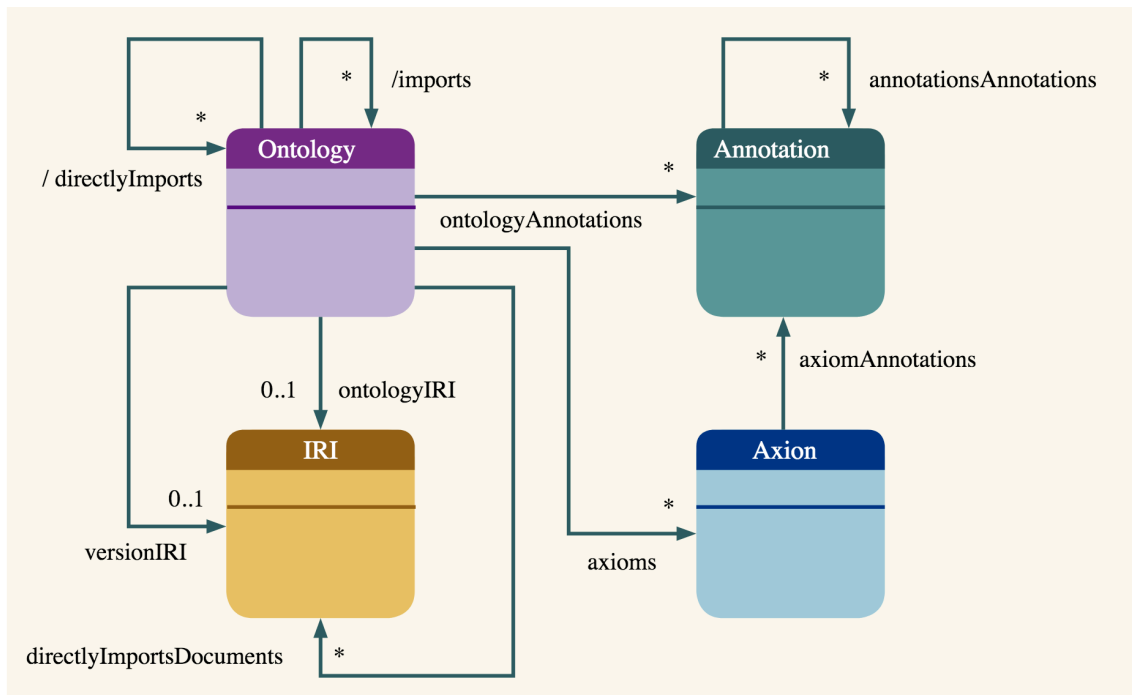 *
/imports
*
annotationsAnnotations
*
Ontology
Annotation
/ directlyImports
*
ontologyAnnotations
0..1
ontologyIRI
*
axiomAnnotations
IRI
Axion
0..1
*
versionIRI
axioms
directlyImportsDocuments
*